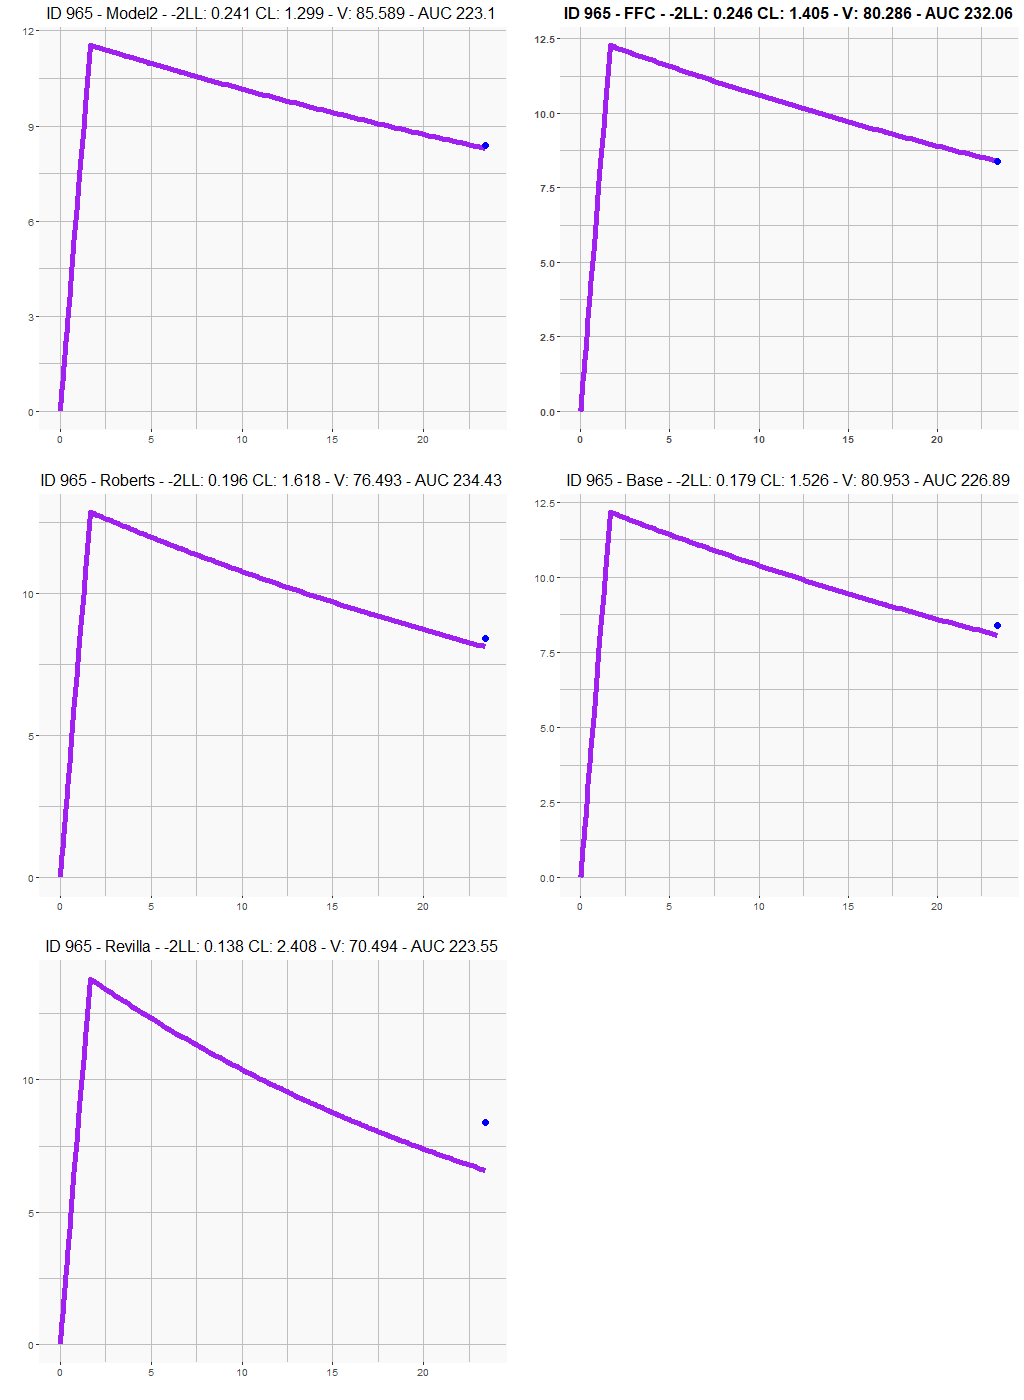 ID 965 - Model2 - -2LL: 0.241 CL: 1.299 - V: 85.589 - AUC 223.1
12
9
6
3
0
0 5 10 15 20
ID 965 - FFC - -2LL: 0.246 CL: 1.405 - V: 80.286 - AUC 232.06
12.5
10.0
7.5
5.0
2.5
0.0
0 5 10 15 20
ID 965 - Roberts - -2LL: 0.196 CL: 1.618 - V: 76.493 - AUC 234.43
10
5
0
0 5 10 15 20
ID 965 - Base - -2LL: 0.179 CL: 1.526 - V: 80.953 - AUC 226.89
12.5
10.0
7.5
5.0
2.5
0.0
0 5 10 15 20
ID 965 - Revilla - -2LL: 0.138 CL: 2.408 - V: 70.494 - AUC 223.55
10
5
0
0 5 10 15 20